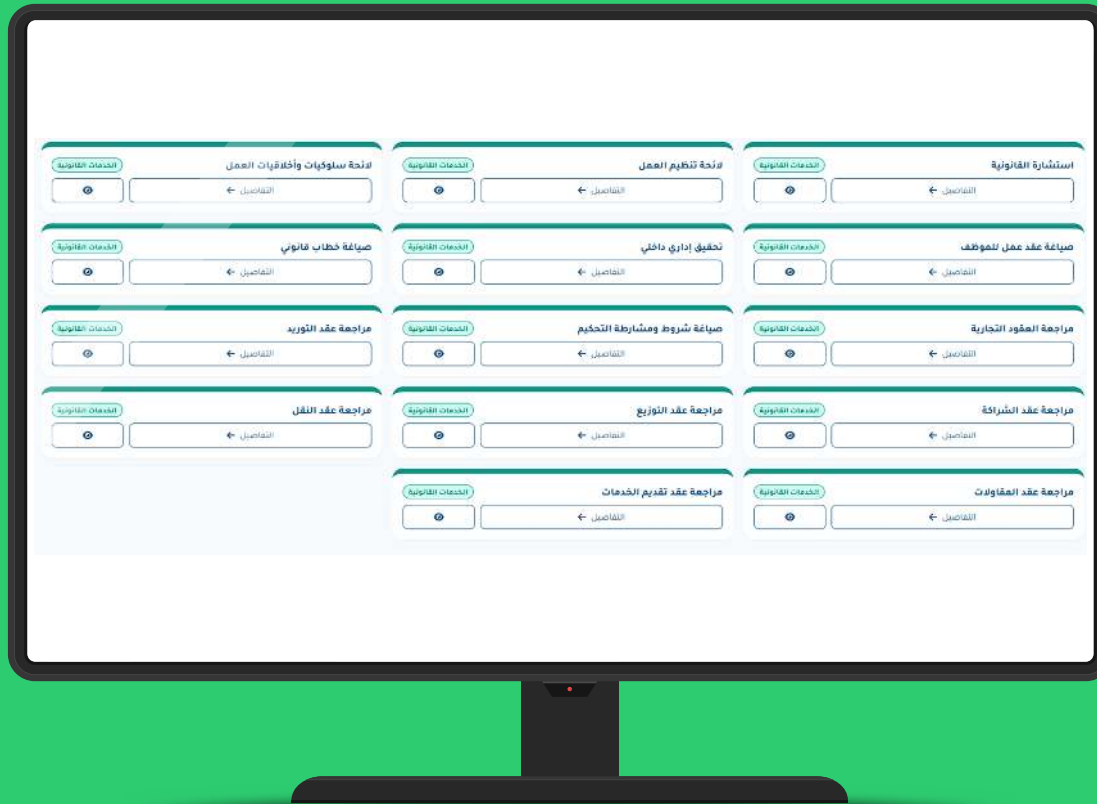 استشارة القانونية
الخدمات القانونية
التفاصيل ←
لائحة تنظيم العمل
الخدمات القانونية
التفاصيل ←
لائحة سلوكيات وأخلاقيات العمل
الخدمات القانونية
التفاصيل ←
صياغة عقد عمل للموظف
الخدمات القانونية
التفاصيل ←
تحقيق إداري داخلي
الخدمات القانونية
التفاصيل ←
صياغة خطاب قانوني
الخدمات القانونية
التفاصيل ←
مراجعة العقود التجارية
الخدمات القانونية
التفاصيل ←
صياغة شروط ومشارطة التحكيم
الخدمات القانونية
التفاصيل ←
مراجعة عقد التوريد
الخدمات القانونية
التفاصيل ←
مراجعة عقد الشراكة
الخدمات القانونية
التفاصيل ←
مراجعة عقد التوزيع
الخدمات القانونية
التفاصيل ←
مراجعة عقد النقل
الخدمات القانونية
التفاصيل ←
مراجعة عقد المقاولات
الخدمات القانونية
التفاصيل ←
مراجعة عقد تقديم الخدمات
الخدمات القانونية
التفاصيل ←